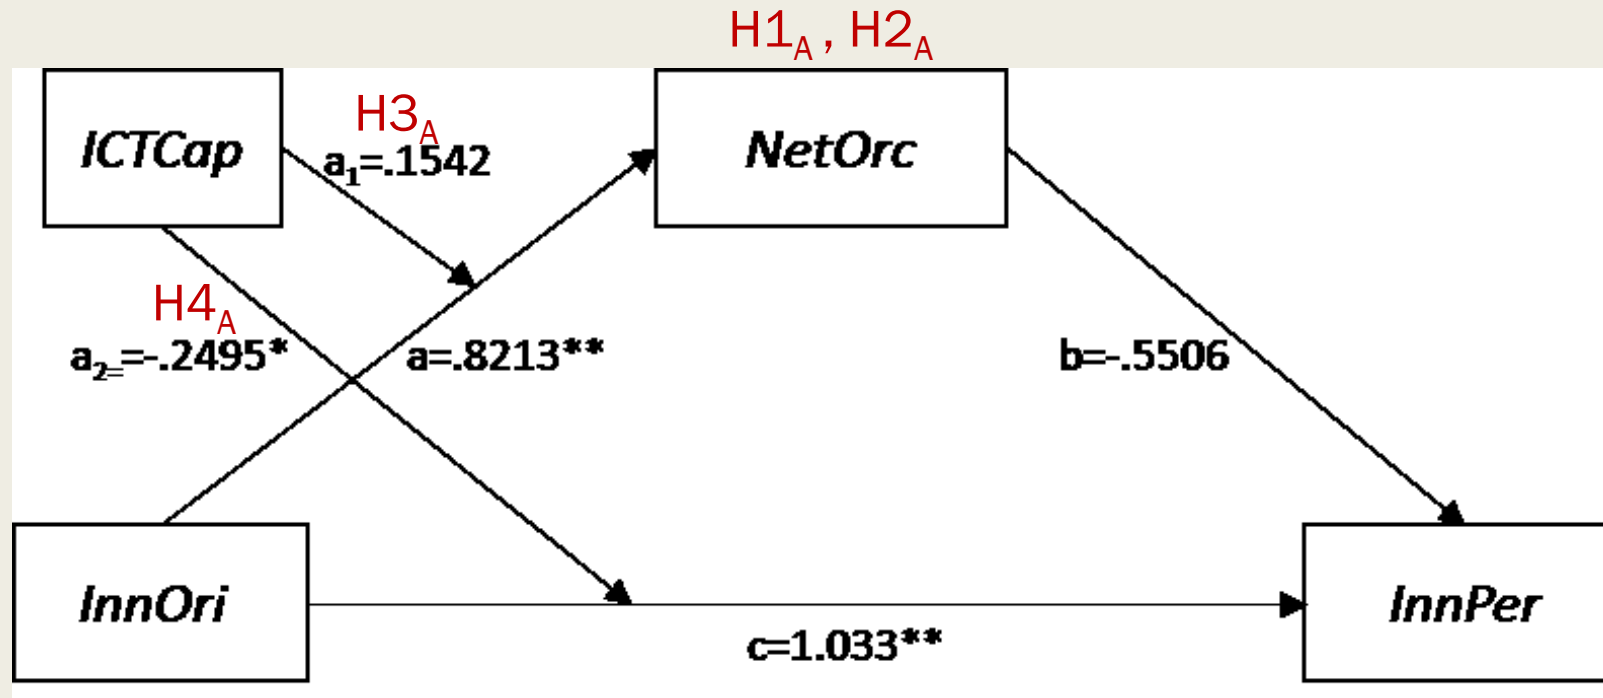 H1A , H2A
ICTCap
H3A
a1=.1542
NetOrc
H4A
a2==-.2495*
a=.8213**
b=-.5506
InnOri
InnPer
c=1.033**